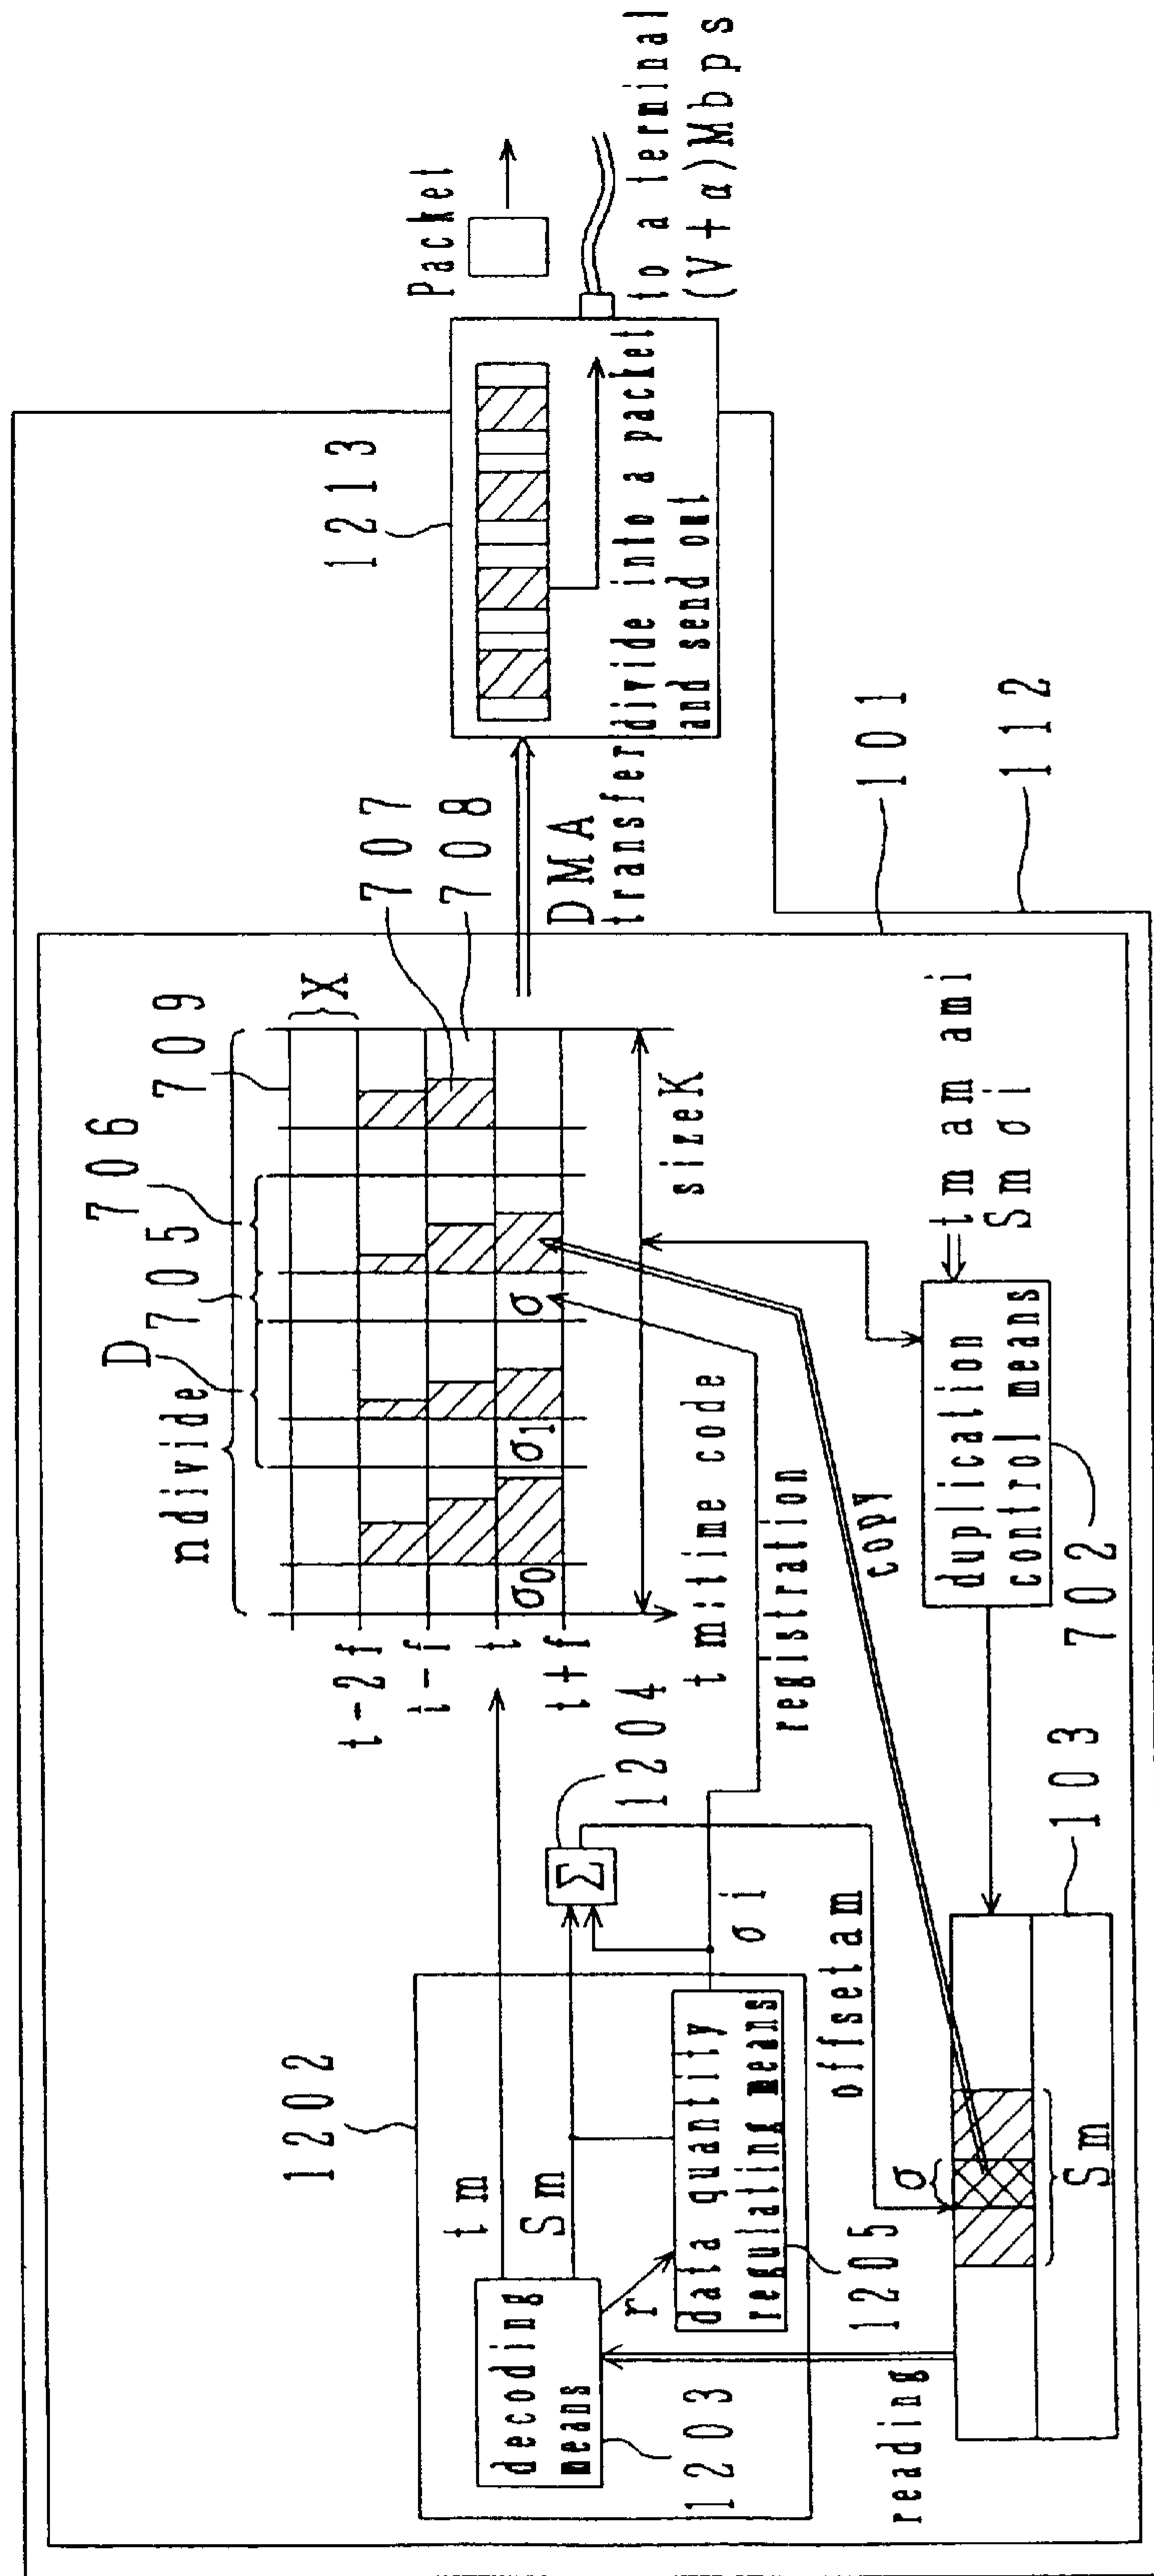 1202
decoding
means
1203
tm
Sm
r
data quantity
regulating means
1205
reading
σi
offsetam
σ
Sm
103
Σ
1204
t-2f
t-f
t
t+f
ndivide
D
705
706
709
X
707
708
σ0
σ1
σ
sizeK
tm:time code
registration
copy
duplication
control means
702
tm am ami
Sm σi
101
112
DMA
transfer
1213
divide into a packet
and send out
Packet
to a terminal
(V+α)Mbps